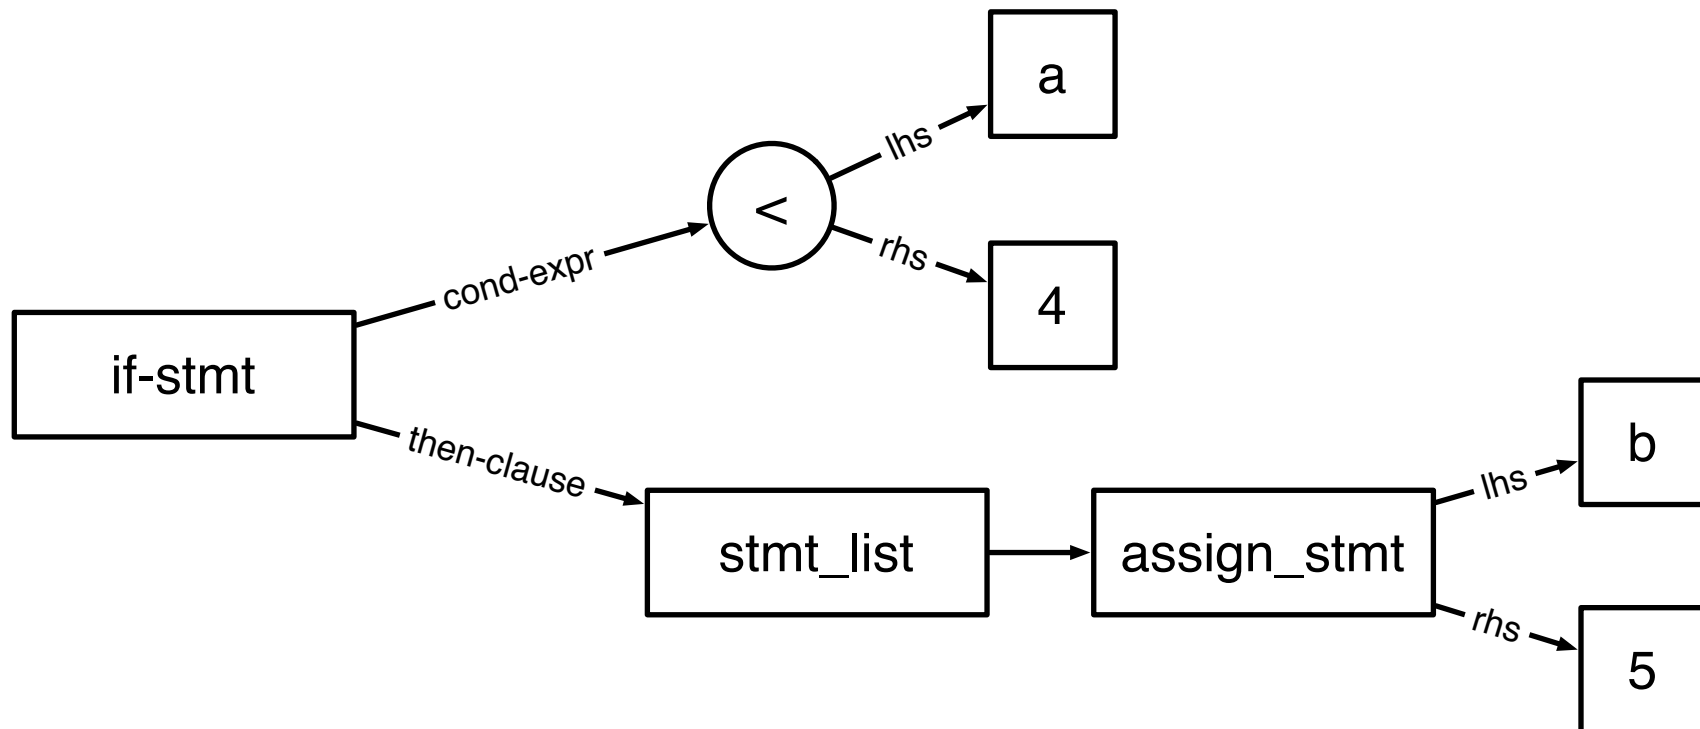 a
lhs
<
cond-expr
rhs
4
if-stmt
then-clause
stmt_list
assign_stmt
lhs
b
rhs
5